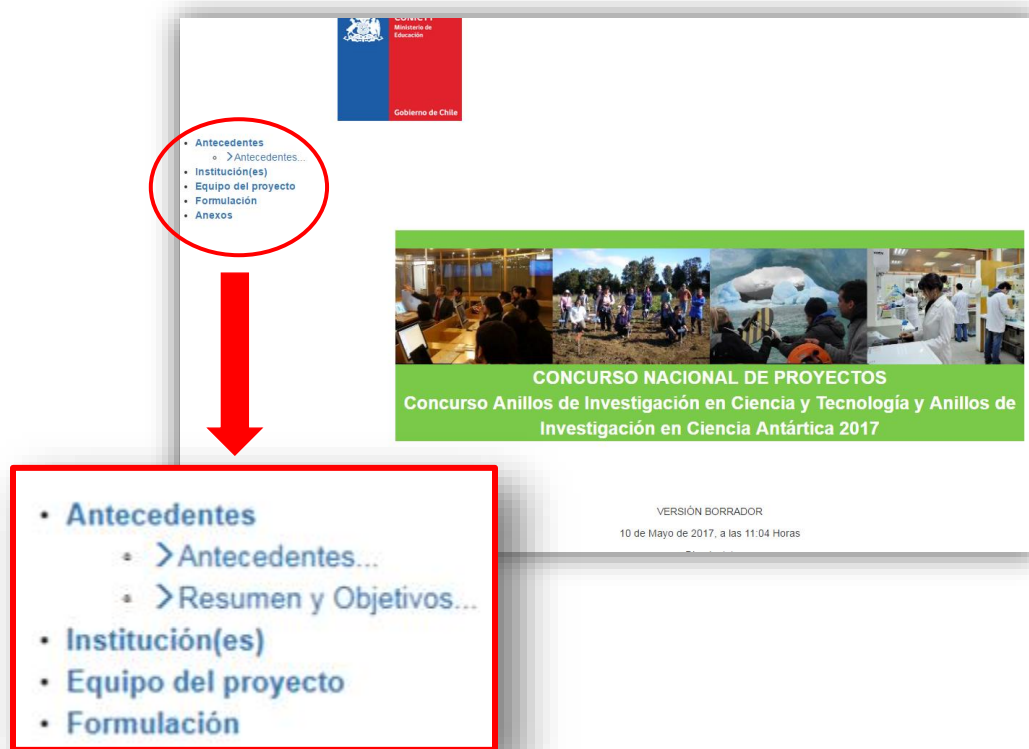 CONICYT
Ministerio de
Educación
Gobierno de Chile
• Antecedentes
>Antecedentes...
• Institución(es)
• Equipo del proyecto
• Formulación
• Anexos
CONCURSO NACIONAL DE PROYECTOS
Concurso Anillos de Investigación en Ciencia y Tecnología y Anillos de
Investigación en Ciencia Antártica 2017
VERSIÓN BORRADOR
10 de Mayo de 2017, a las 11:04 Horas
• Antecedentes
>Antecedentes...
>Resumen y Objetivos...
• Institución(es)
• Equipo del proyecto
• Formulación